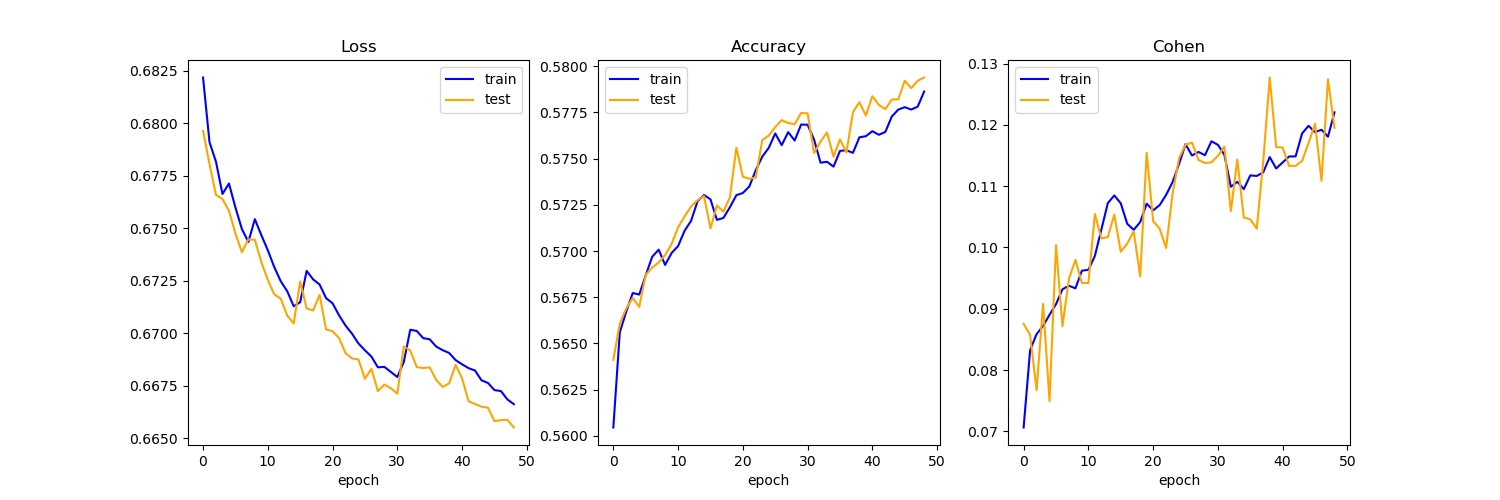 Loss
0.6825
0.6800
0.6775
0.6750
0.6725
0.6700
0.6675
0.6650
train
test
0 10 20 30 40 50
epoch
Accuracy
0.5800
0.5775
0.5750
0.5725
0.5700
0.5675
0.5650
0.5625
0.5600
train
test
0 10 20 30 40 50
epoch
Cohen
0.13
0.12
0.11
0.10
0.09
0.08
0.07
train
test
0 10 20 30 40 50
epoch